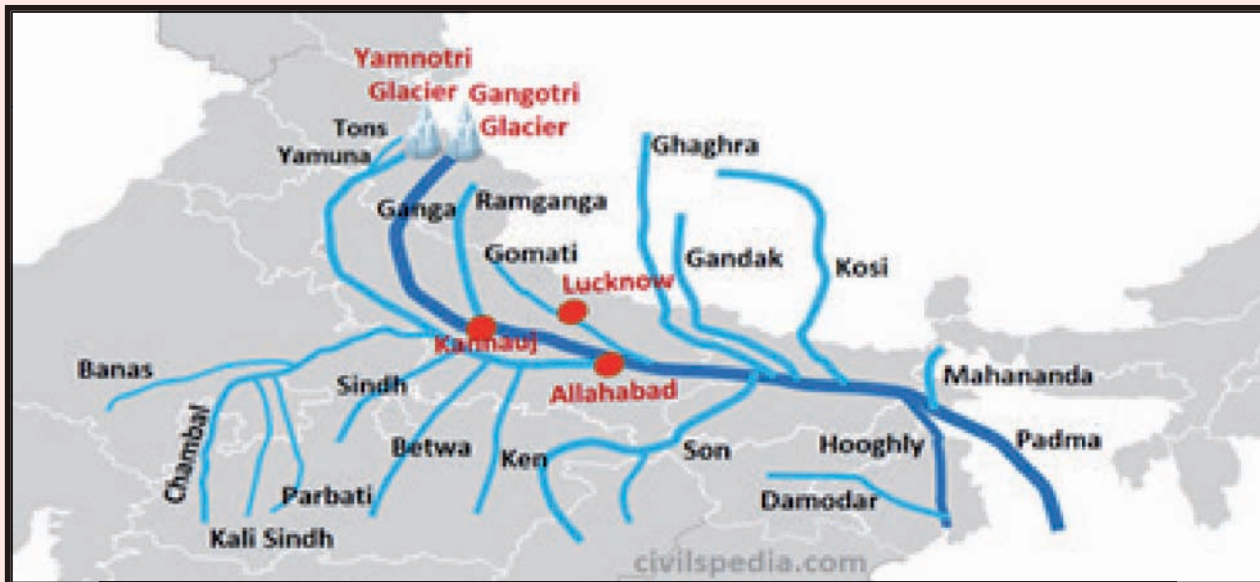 Yamnotri
Glacier
Gangotri
Glacier
Tons
Yamuna
Ganga
Ramganga
Gomati
Lucknow
Ghaghra
Gandak
Kosi
Kannauj
Allahabad
Banas
Sindh
Chambal
Betwa
Ken
Son
Hooghly
Mahananda
Padma
Parbati
Damodar
Kali Sindh
civilspedia.com